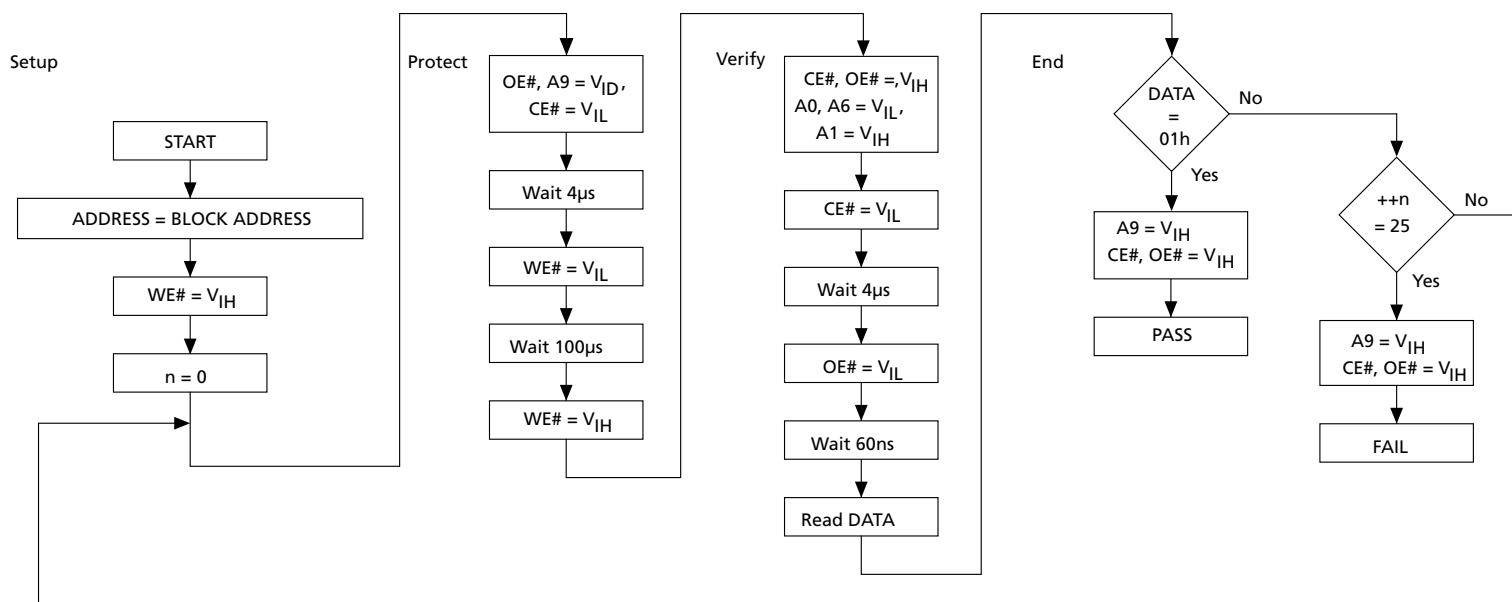 Setup
START
ADDRESS = BLOCK ADDRESS
WE# = VIH
n = 0
Protect
OE#, A9 = VID,
CE# = VIL
Wait 4µs
WE# = VIL
Wait 100µs
WE# = VIH
Verify
CE#, OE# =,VIH
A0, A6 = VIL,
A1 = VIH
CE# = VIL
Wait 4µs
OE# = VIL
Wait 60ns
Read DATA
End
DATA
=
01h
No
Yes
A9 = VIH
CE#, OE# = VIH
PASS
++n
= 25
No
Yes
A9 = VIH
CE#, OE# = VIH
FAIL